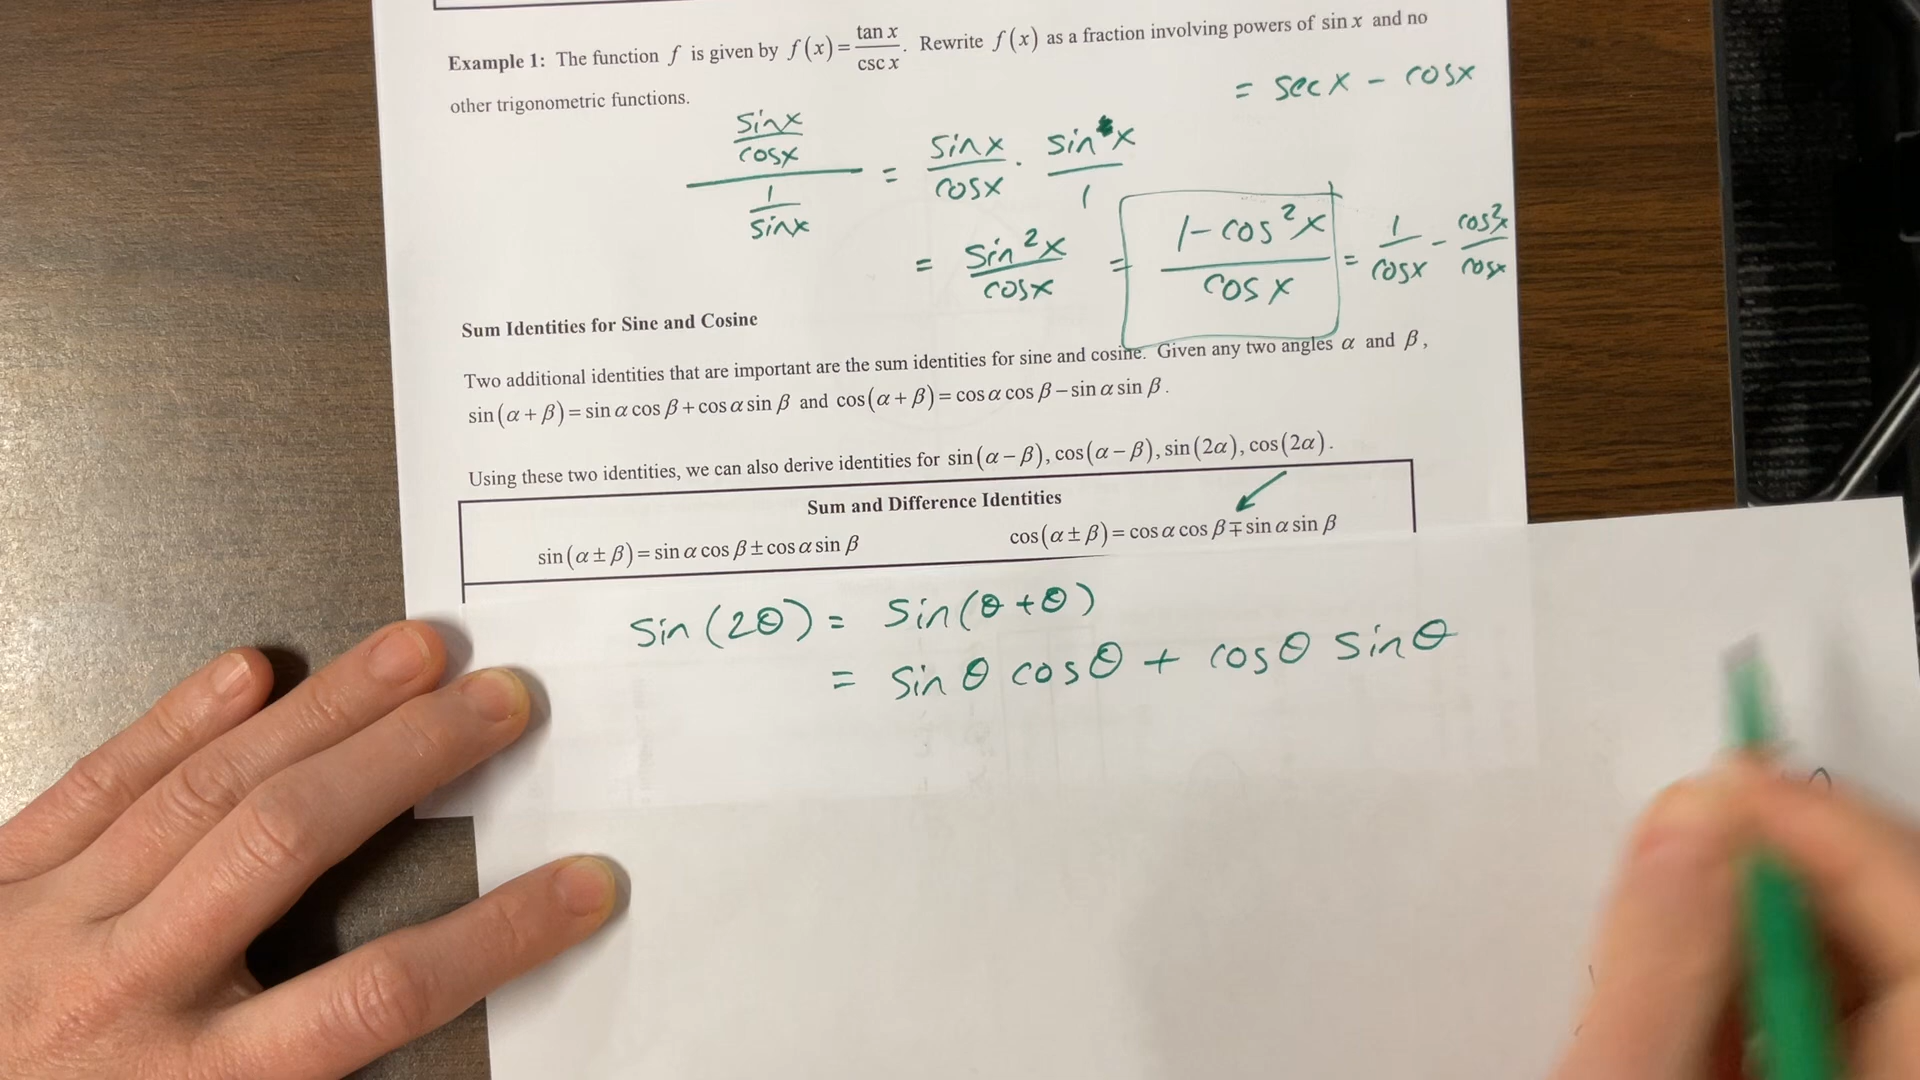 Example 1: The function f is given by f(x) = tan x / csc x. Rewrite f(x) as a fraction involving powers of sin x and no
other trigonometric functions.
= sec x − cos x
(sin x / cos x) / (1 / sin x) = sin x / cos x · sin x / 1
= sin²x / cos x = (1 − cos²x) / cos x = 1 / cos x − cos²x / cos x
Sum Identities for Sine and Cosine
Two additional identities that are important are the sum identities for sine and cosine. Given any two angles α and β,
sin(α + β) = sin α cos β + cos α sin β and cos(α + β) = cos α cos β − sin α sin β.
Using these two identities, we can also derive identities for sin(α − β), cos(α − β), sin(2α), cos(2α).
Sum and Difference Identities
sin(α ± β) = sin α cos β ± cos α sin β cos(α ± β) = cos α cos β ∓ sin α sin β
sin(2θ) = sin(θ + θ)
= sin θ cos θ + cos θ sin θ